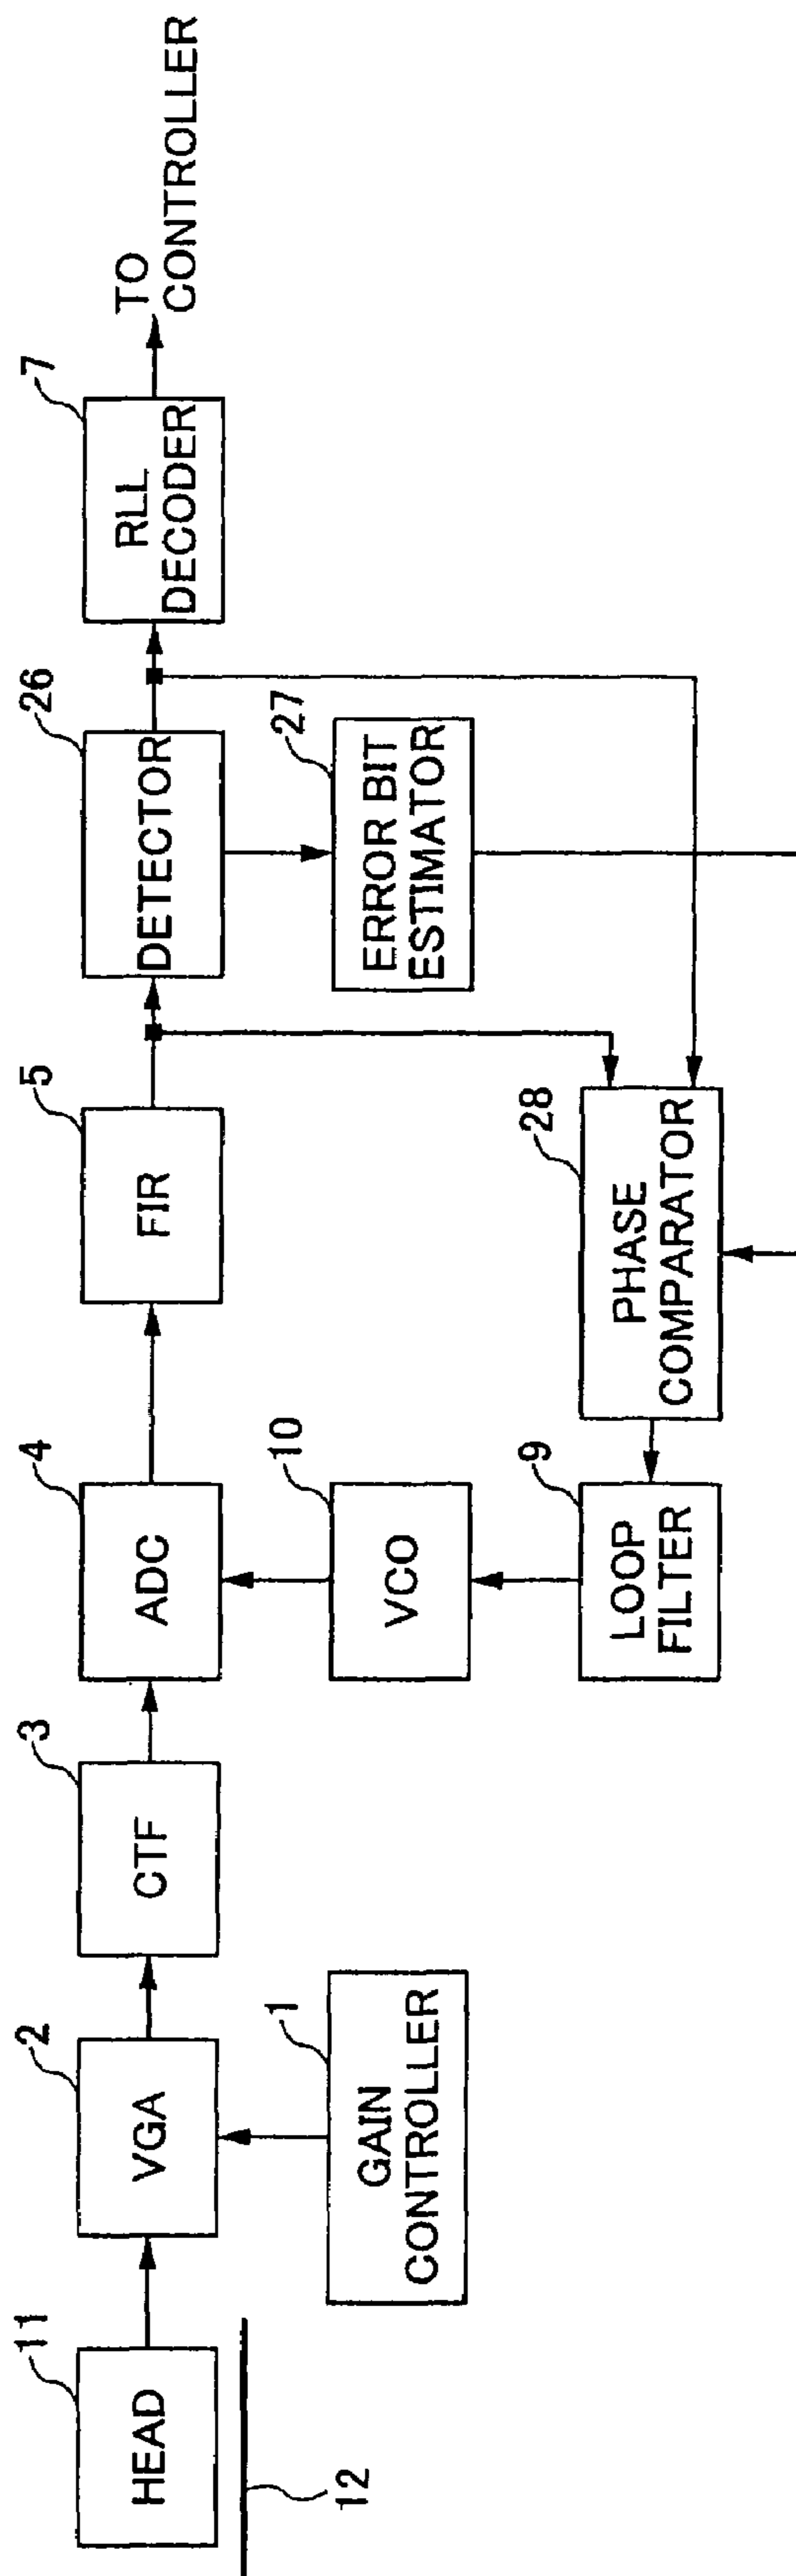 11
HEAD
12
2
VGA
1
GAIN
CONTROLLER
3
CTF
4
ADC
10
VCO
9
LOOP
FILTER
5
FIR
28
PHASE
COMPARATOR
26
DETECTOR
27
ERROR BIT
ESTIMATOR
7
RLL
DECODER
TO
CONTROLLER